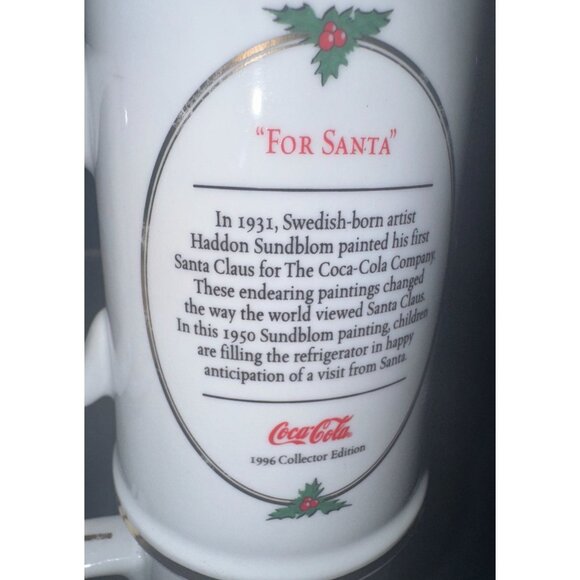 "For Santa"
In 1931, Swedish-born artist
Haddon Sundblom painted his first
Santa Claus for The Coca-Cola Company.
These endearing paintings changed
the way the world viewed Santa Claus.
In this 1950 Sundblom painting, children
are filling the refrigerator in happy
anticipation of a visit from Santa.
Coca-Cola
1996 Collector Edition